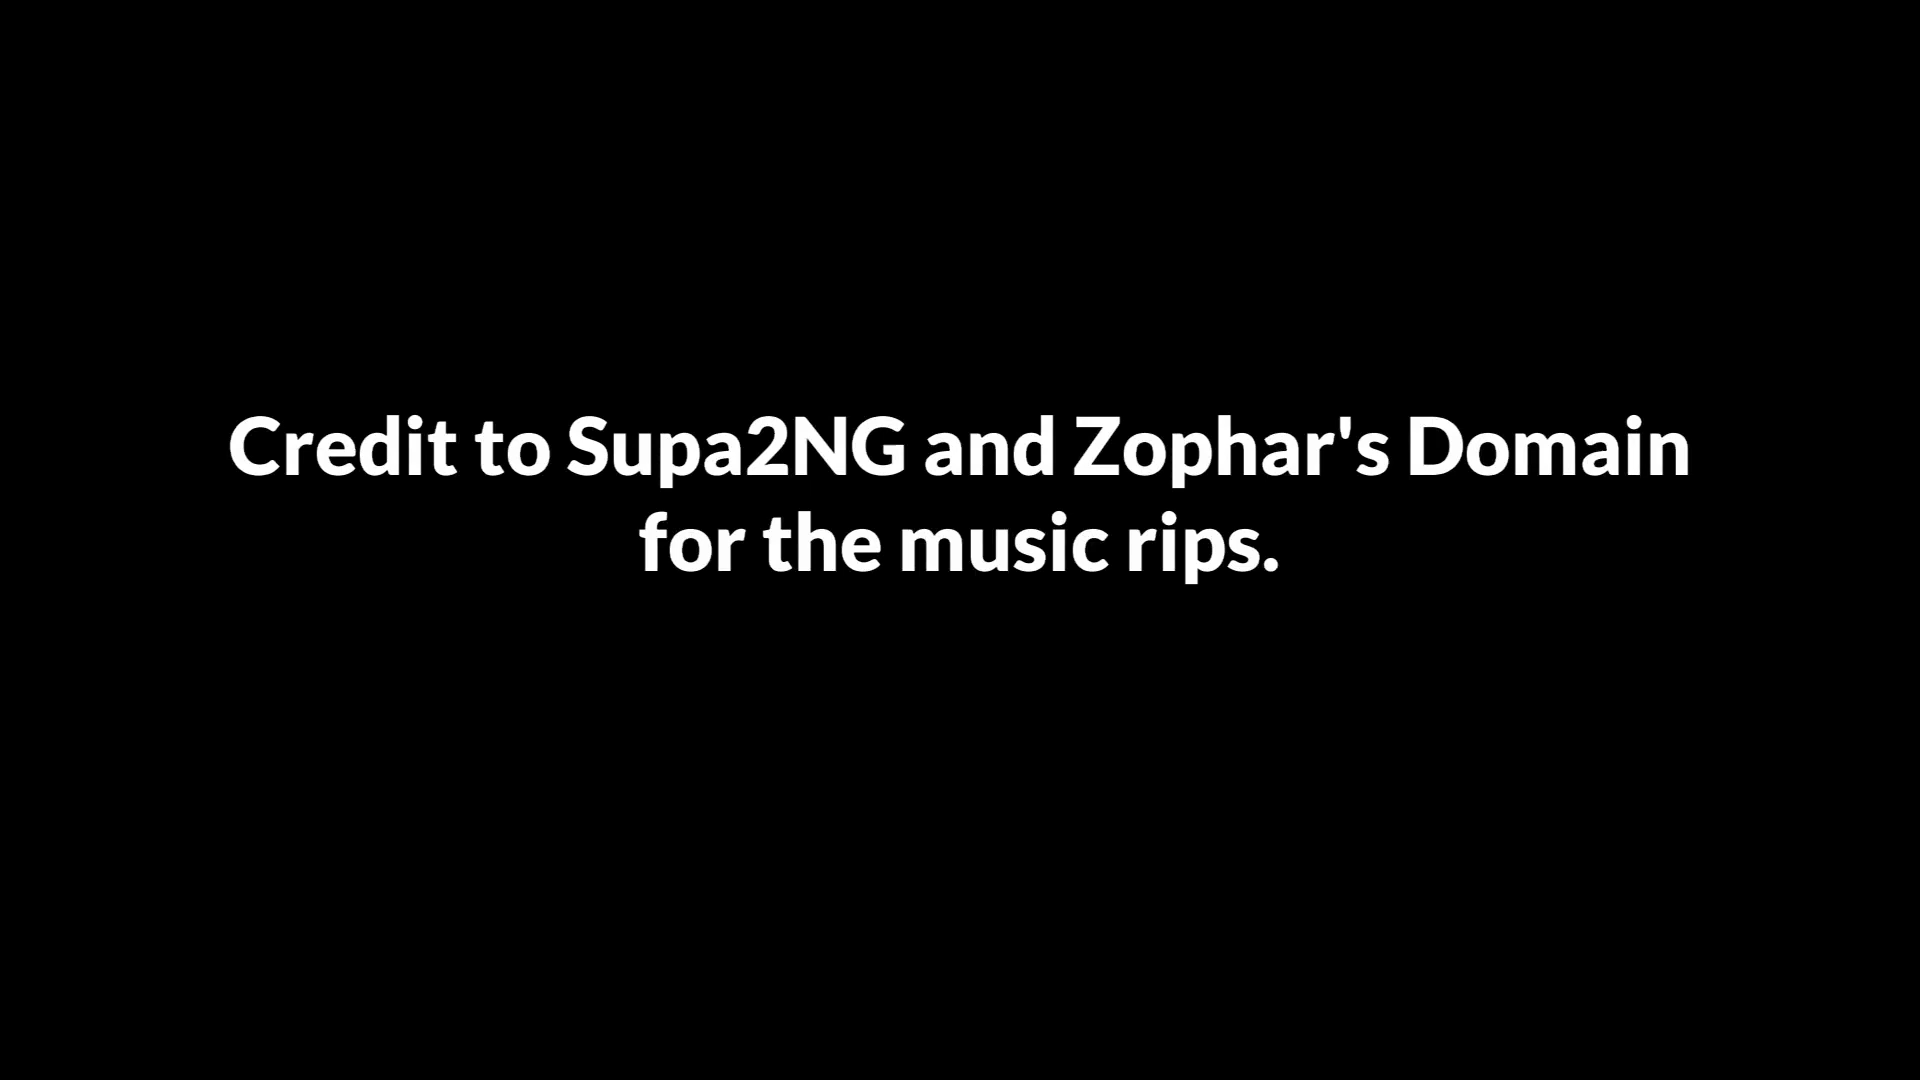 Credit to Supa2NG and Zophar's Domain
for the music rips.